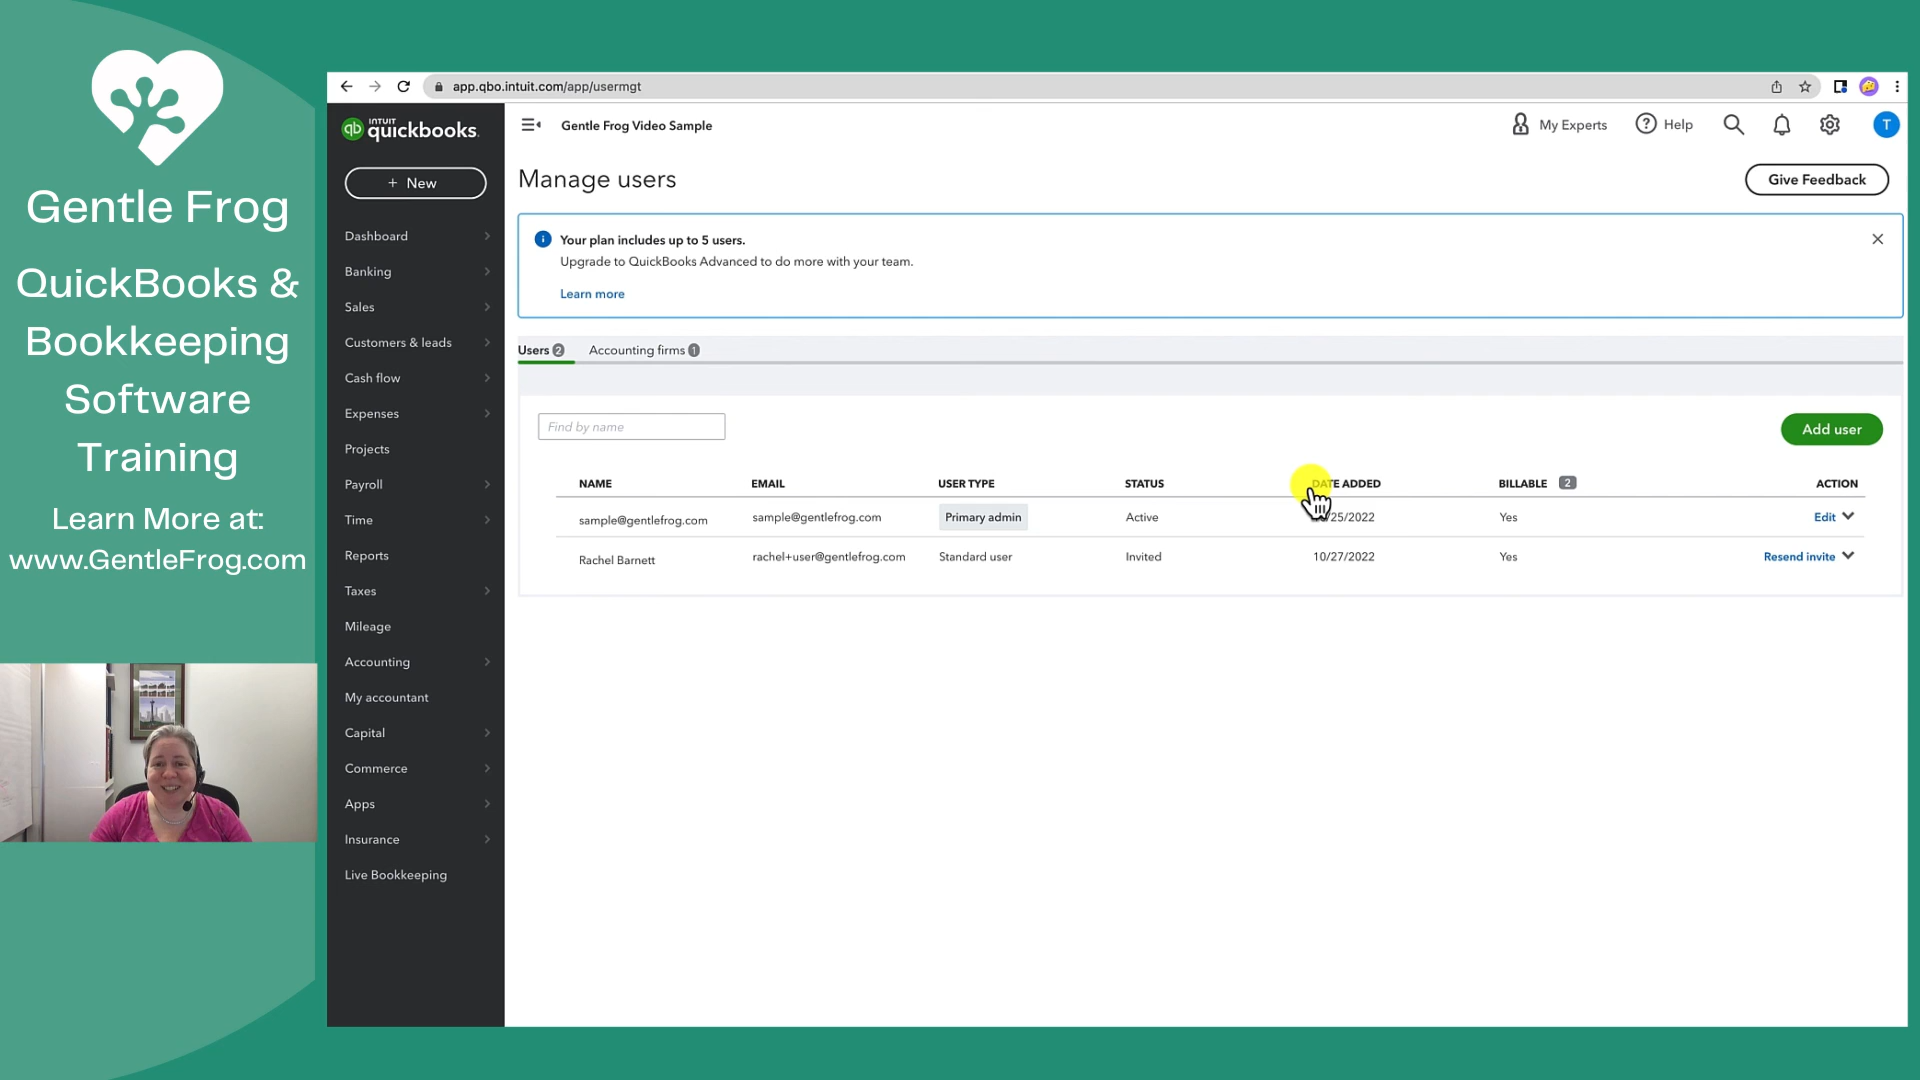 Gentle Frog
QuickBooks &
Bookkeeping
Software
Training
Learn More at:
www.GentleFrog.com
app.qbo.intuit.com/app/usermgt
qb INTUIT quickbooks.
Gentle Frog Video Sample
My Experts
Help
T
+ New
Dashboard
Banking
Sales
Customers & leads
Cash flow
Expenses
Projects
Payroll
Time
Reports
Taxes
Mileage
Accounting
My accountant
Capital
Commerce
Apps
Insurance
Live Bookkeeping
Manage users
Give Feedback
Your plan includes up to 5 users.
Upgrade to QuickBooks Advanced to do more with your team.
Learn more
Users 2 Accounting firms 1
Find by name
Add user
NAME EMAIL USER TYPE STATUS DATE ADDED BILLABLE 2 ACTION
sample@gentlefrog.com sample@gentlefrog.com Primary admin Active /25/2022 Yes Edit
Rachel Barnett rachel+user@gentlefrog.com Standard user Invited 10/27/2022 Yes Resend invite